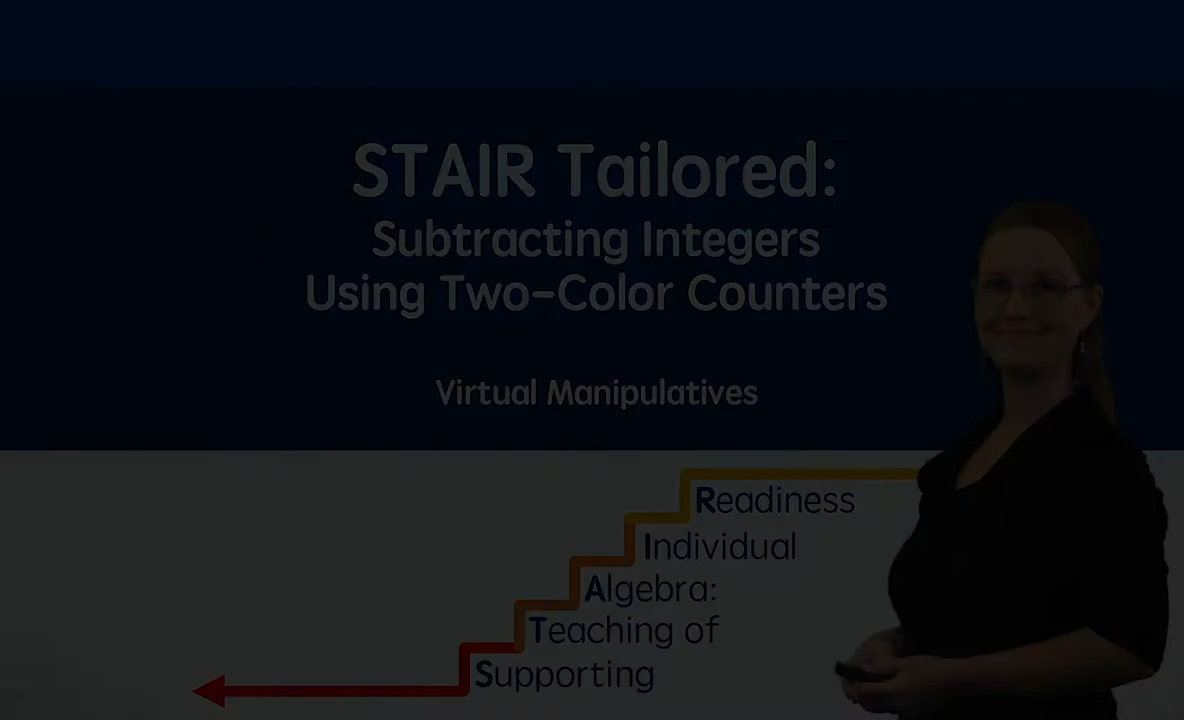 STAIR Tailored:
Subtracting Integers
Using Two-Color Counters
Virtual Manipulatives
Readiness
Individual
Algebra:
Teaching of
Supporting